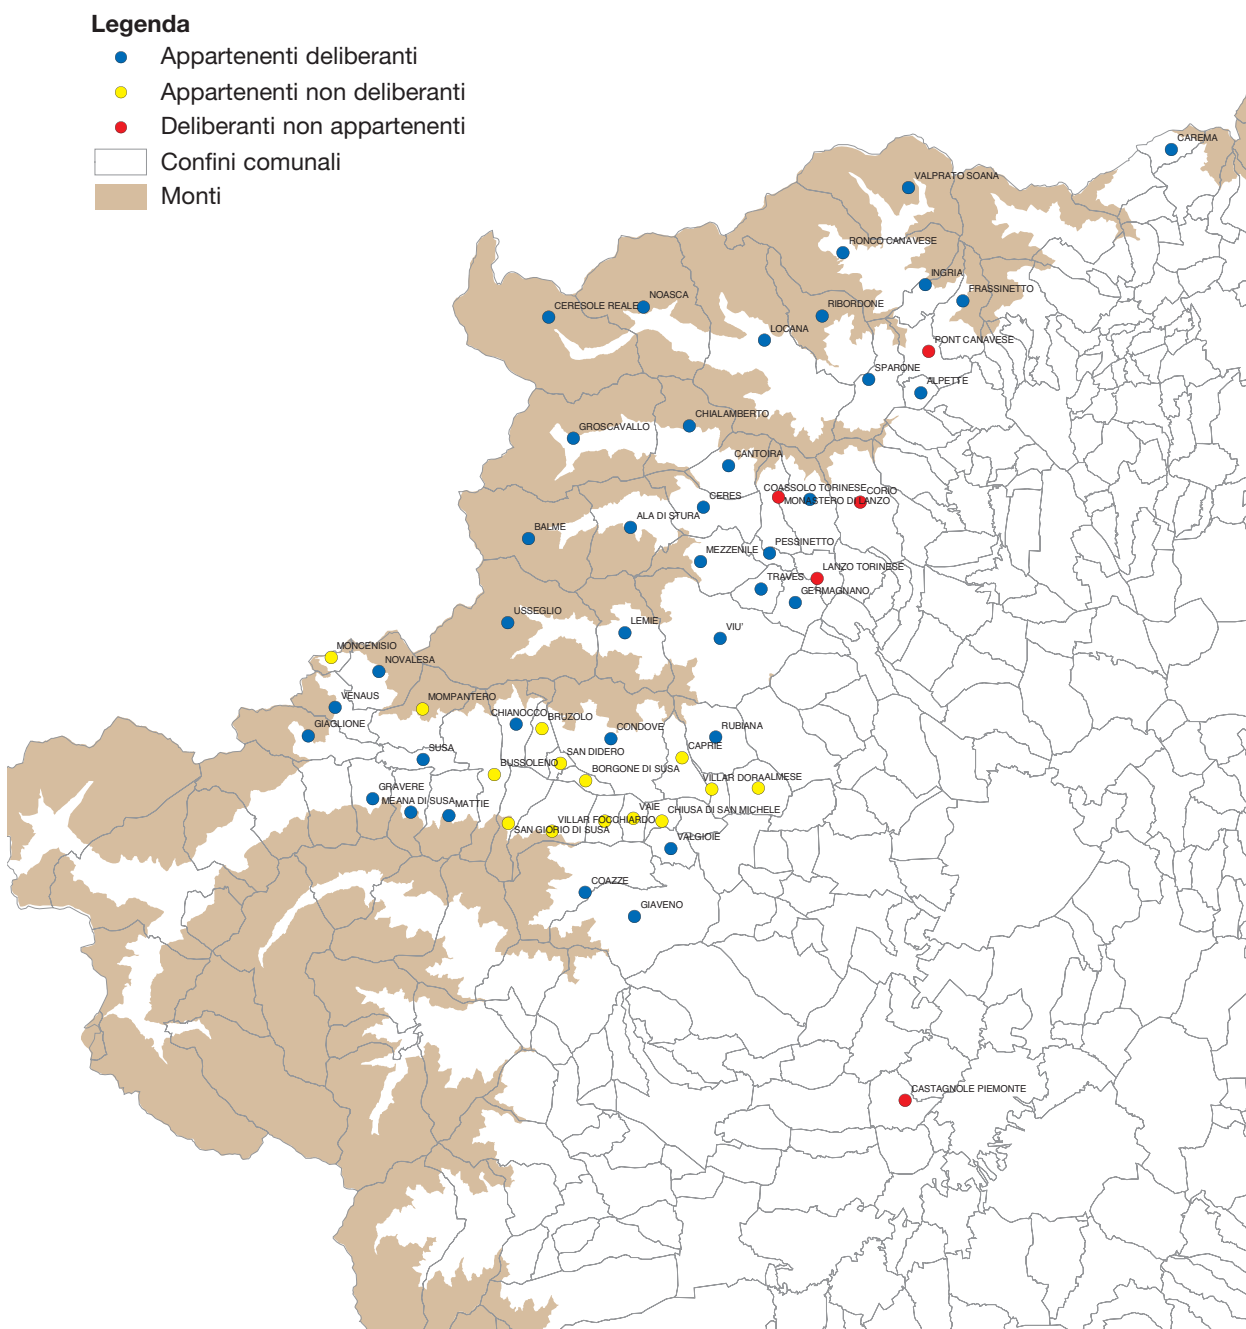 Legenda
Appartenenti deliberanti
Appartenenti non deliberanti
Deliberanti non appartenenti
Confini comunali
Monti
CAREMA
VALPRATO SOANA
RONCO CANAVESE
INGRIA
FRASSINETTO
NOASCA
CERESOLE REALE
RIBORDONE
LOCANA
PONT CANAVESE
SPARONE
ALPETTE
CHIALAMBERTO
GROSCAVALLO
CANTOIRA
COASSOLO TORINESE
CORIO
CERES
MONASTERO DI LANZO
ALA DI STURA
BALME
PESSINETTO
MEZZENILE
LANZO TORINESE
TRAVES
GERMAGNANO
USSEGLIO
LEMIE
VIU'
MONCENISIO
NOVALESA
VENAUS
MOMPANTERO
CHIANOCCO
BRUZOLO
GIAGLIONE
CONDOVE
RUBIANA
SUSA
CAPRIE
SAN DIDERO
BUSSOLENO
BORGONE DI SUSA
VILLAR DORA
ALMESE
GRAVERE
MEANA DI SUSA
MATTIE
VAIE
CHIUSA DI SAN MICHELE
VILLAR FOCCHIARDO
SAN GIORIO DI SUSA
VALGIOIE
COAZZE
GIAVENO
CASTAGNOLE PIEMONTE